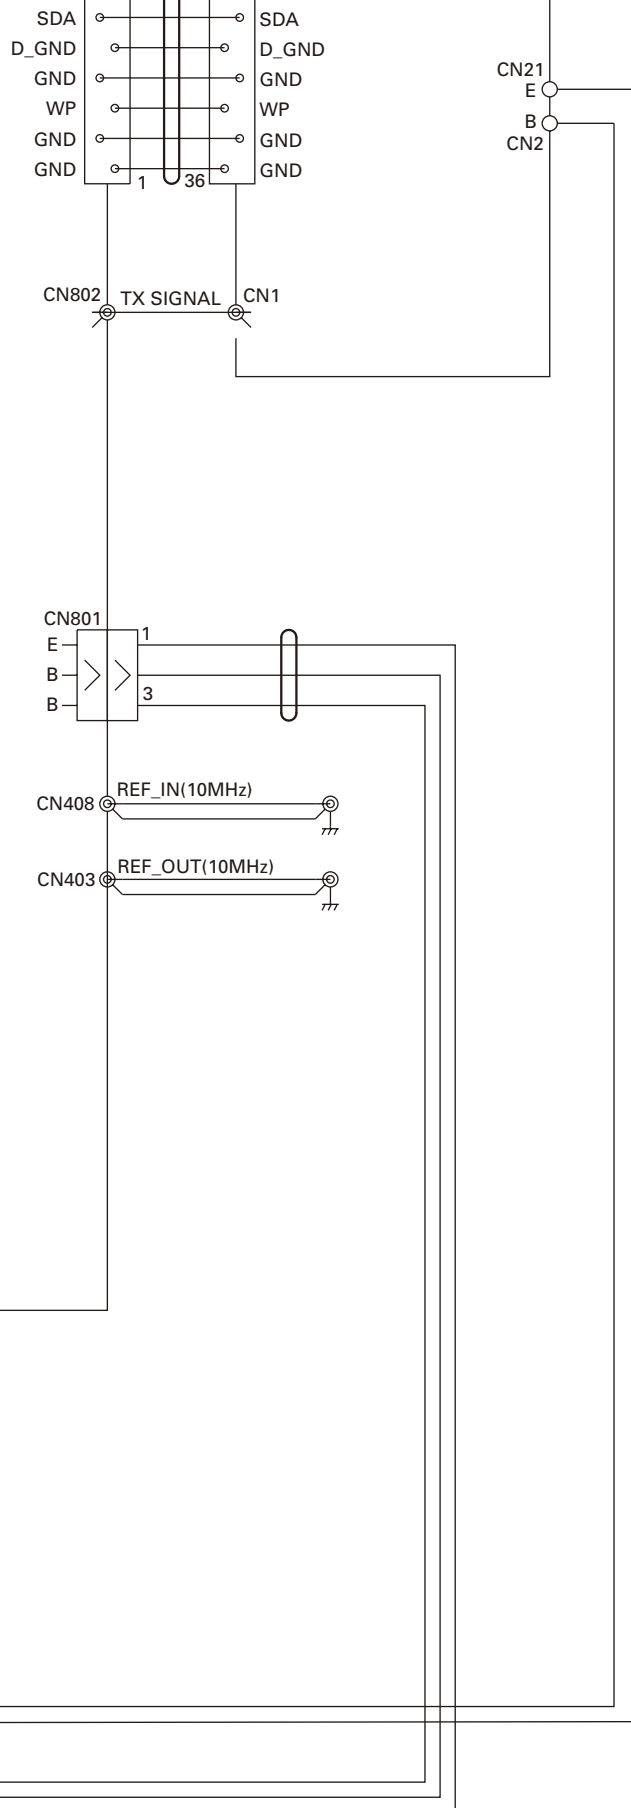 SDA SDA
D_GND D_GND
GND GND
WP WP
GND GND
GND 1 36 GND
CN21
E
B
CN2
CN802 TX SIGNAL CN1
CN801
E 1
B
B 3
CN408 REF_IN(10MHz)
CN403 REF_OUT(10MHz)